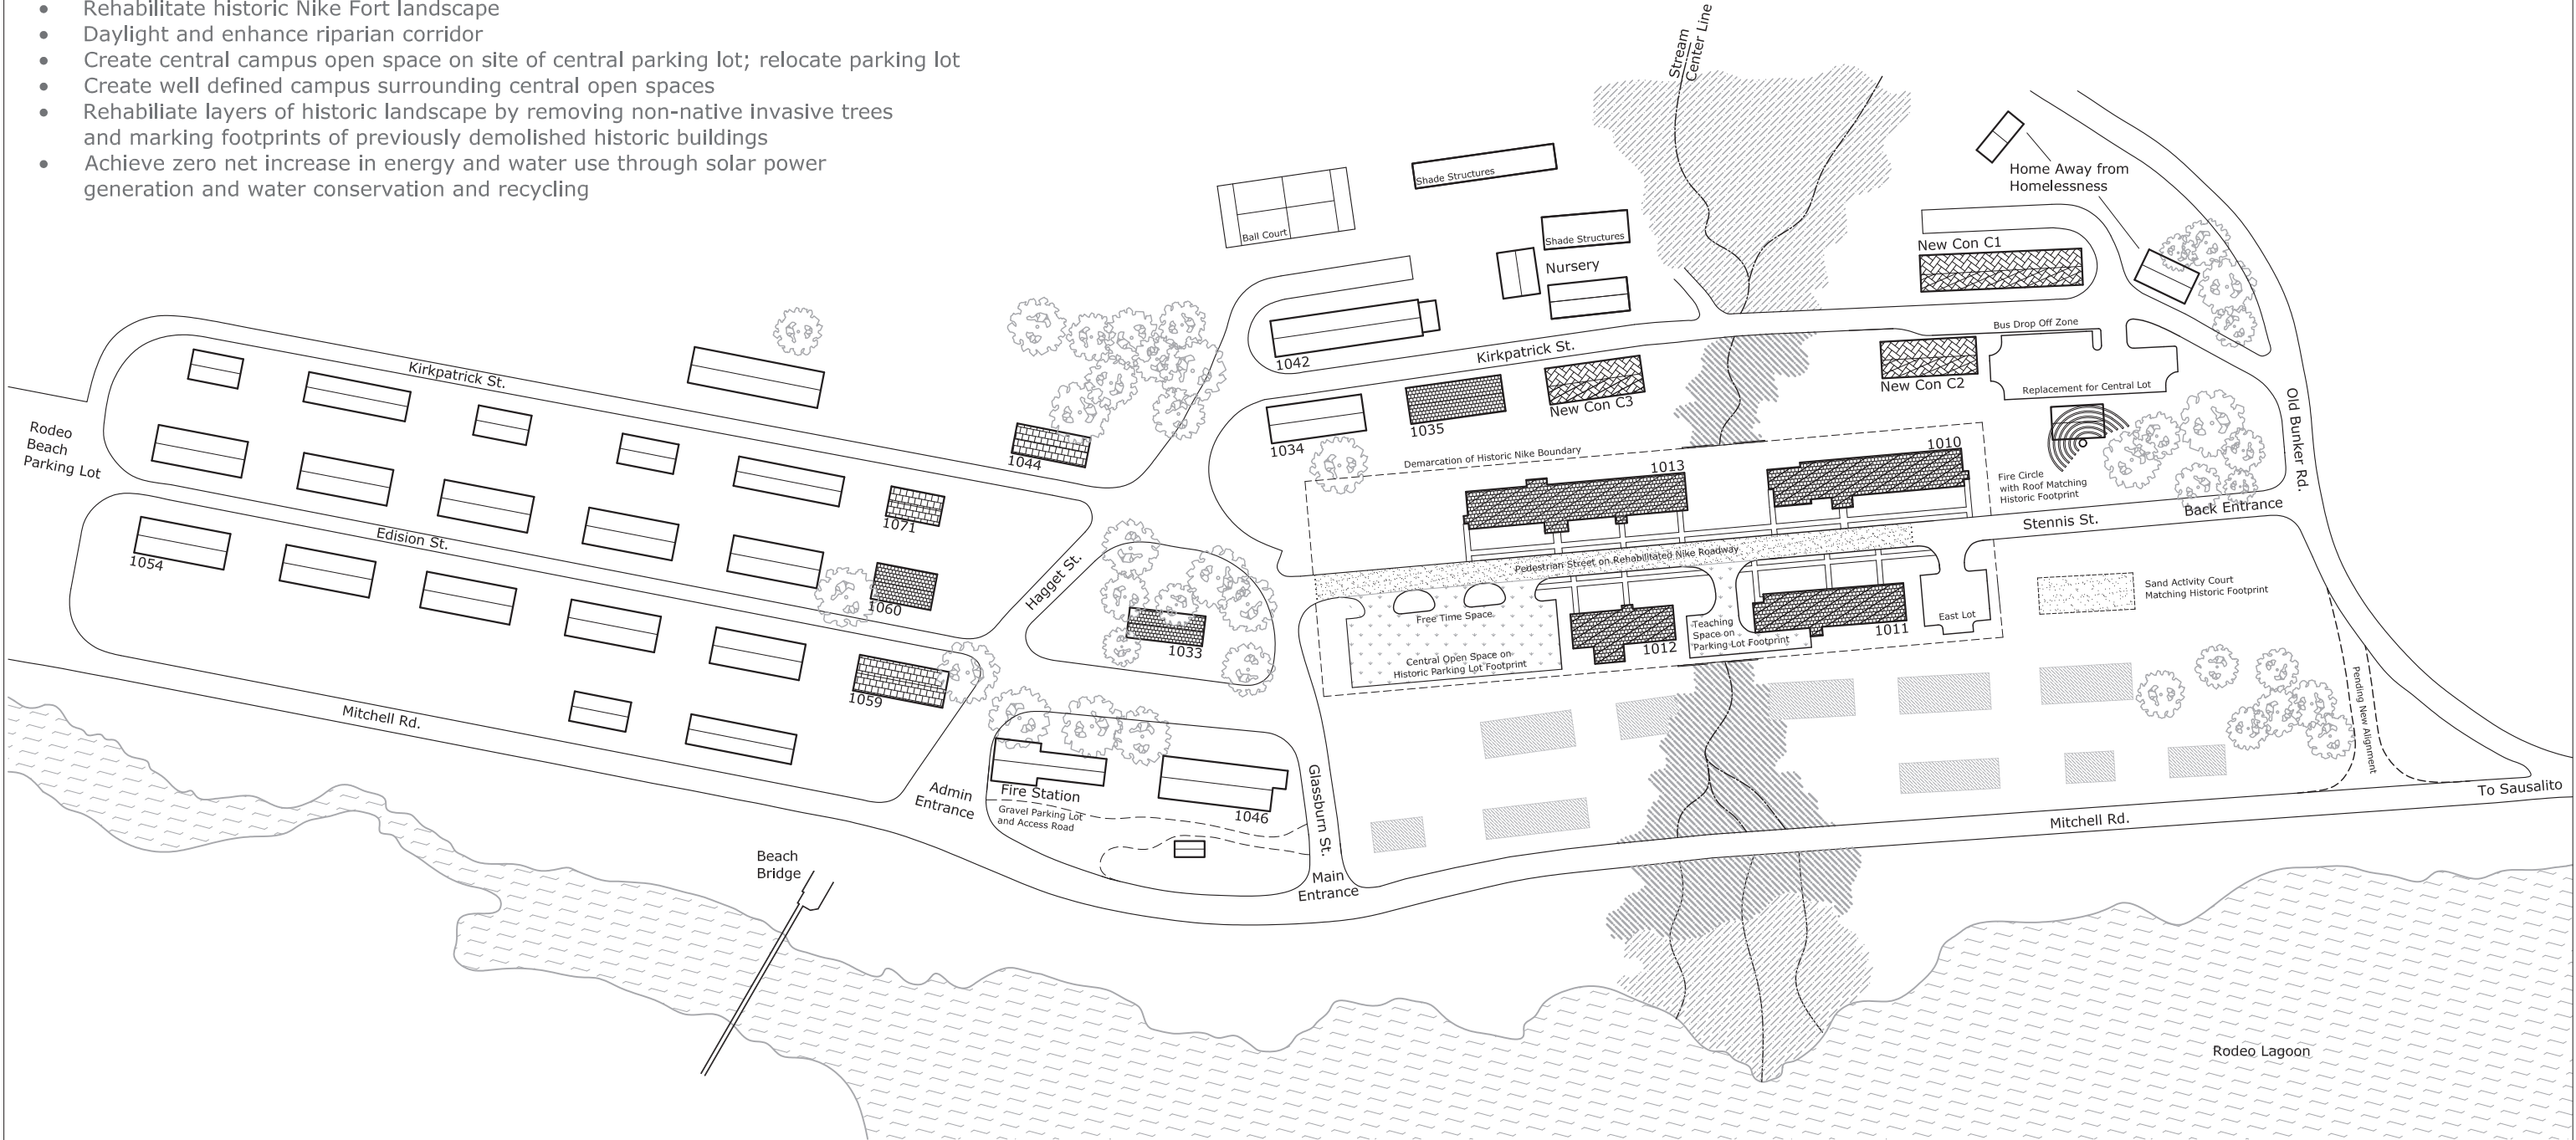 • Rehabilitate historic Nike Fort landscape
• Daylight and enhance riparian corridor
• Create central campus open space on site of central parking lot; relocate parking lot
• Create well defined campus surrounding central open spaces
• Rehabiliate layers of historic landscape by removing non-native invasive trees
and marking footprints of previously demolished historic buildings
• Achieve zero net increase in energy and water use through solar power
generation and water conservation and recycling
Stream
Center Line
Home Away from
Homelessness
Shade Structures
Ball Court
Shade Structures
Nursery
New Con C1
1042
Kirkpatrick St.
Bus Drop Off Zone
New Con C2
Replacement for Central Lot
New Con C3
1035
1034
Old Bunker Rd.
Kirkpatrick St.
Rodeo
Beach
Parking Lot
1044
1071
Demarcation of Historic Nike Boundary
1013
1010
Fire Circle
with Roof Matching
Historic Footprint
Stennis St.
Back Entrance
Edision St.
1054
1060
Hagget St.
1033
Pedestrian Street on Rehabilitated Nike Roadway
Free Time Space
Central Open Space on
Historic Parking Lot Footprint
1012
Teaching
Space on
Parking Lot Footprint
1011
East Lot
Sand Activity Court
Matching Historic Footprint
1059
Mitchell Rd.
Pending New Alignment
Admin
Entrance
Fire Station
Gravel Parking Lot
and Access Road
1046
Glassburn St.
To Sausalito
Mitchell Rd.
Beach
Bridge
Main
Entrance
Rodeo Lagoon